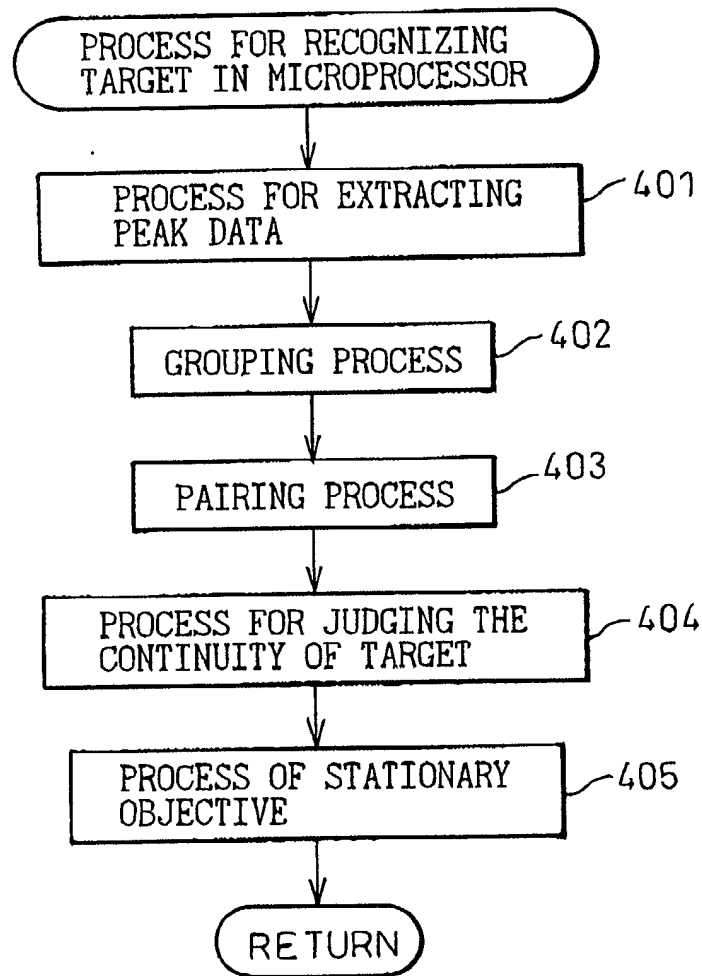 PROCESS FOR RECOGNIZING
TARGET IN MICROPROCESSOR
PROCESS FOR EXTRACTING
PEAK DATA
401
GROUPING PROCESS
402
PAIRING PROCESS
403
PROCESS FOR JUDGING THE
CONTINUITY OF TARGET
404
PROCESS OF STATIONARY
OBJECTIVE
405
RETURN